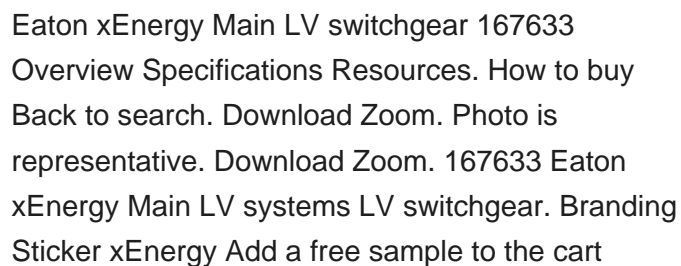 Eaton xEnergy Main LV switchgear 167633
Overview Specifications Resources. How to buy
Back to search. Download Zoom. Photo is
representative. Download Zoom. 167633 Eaton
xEnergy Main LV systems LV switchgear. Branding
Sticker xEnergy Add a free sample to the cart